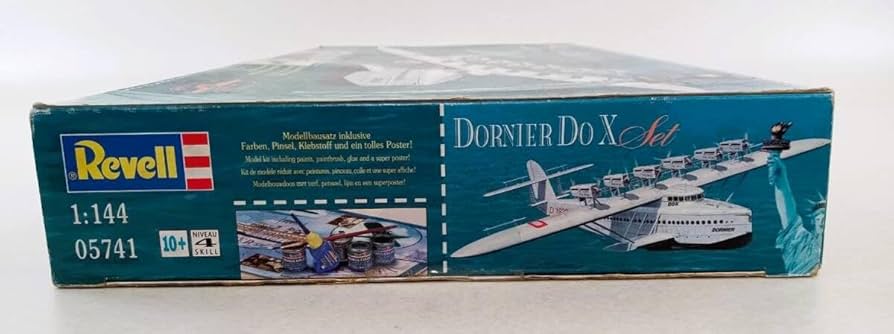 ® Revell
1:144
05741
10+
NIVEAU
4
SKILL
Modellbausatz inklusive
Farben, Pinsel, Klebstoff und ein tolles Poster!
Model kit including paints, paintbrush, glue and a super poster!
Kit de modèle réduit avec peintures, pinceau, colle et une super affiche!
Modelbouwdoos met verf, penseel, lijm en een superposter!
DORNIER DO X Set
DOX
DORNIER